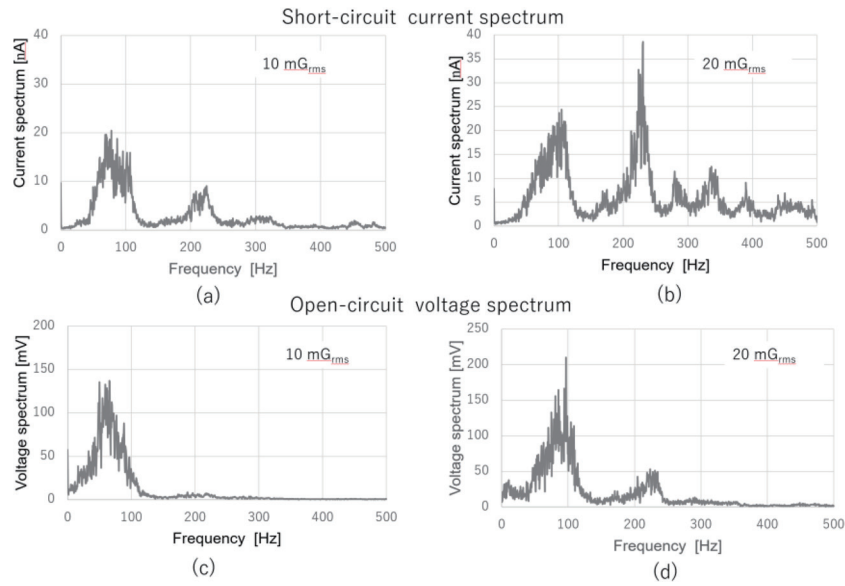 Short-circuit current spectrum
Current spectrum [nA]
40
30
20
10
0
10 mGrms
0 100 200 300 400 500
Frequency [Hz]
(a)
Current spectrum [nA]
40
35
30
25
20
15
10
5
0
20 mGrms
0 100 200 300 400 500
Frequency [Hz]
(b)
Open-circuit voltage spectrum
Voltage spectrum [mV]
200
150
100
50
0
10 mGrms
0 100 200 300 400 500
Frequency [Hz]
(c)
Voltage spectrum [mV]
250
200
150
100
50
0
20 mGrms
0 100 200 300 400 500
Frequency [Hz]
(d)